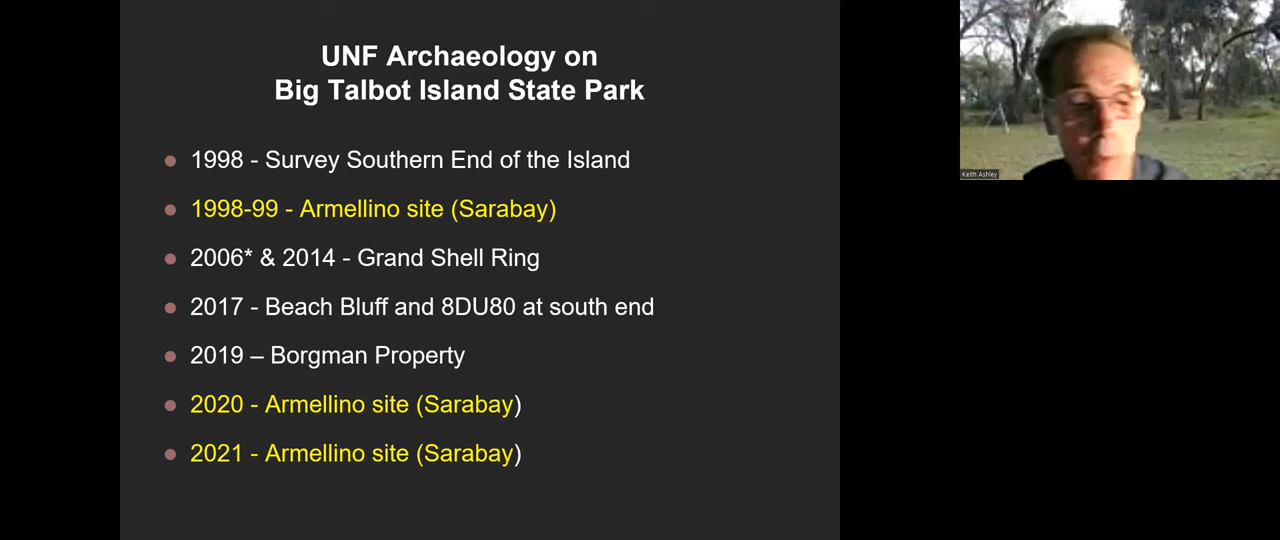 UNF Archaeology on
Big Talbot Island State Park
1998 - Survey Southern End of the Island
1998-99 - Armellino site (Sarabay)
2006* & 2014 - Grand Shell Ring
2017 - Beach Bluff and 8DU80 at south end
2019 – Borgman Property
2020 - Armellino site (Sarabay)
2021 - Armellino site (Sarabay)
Keith Ashley